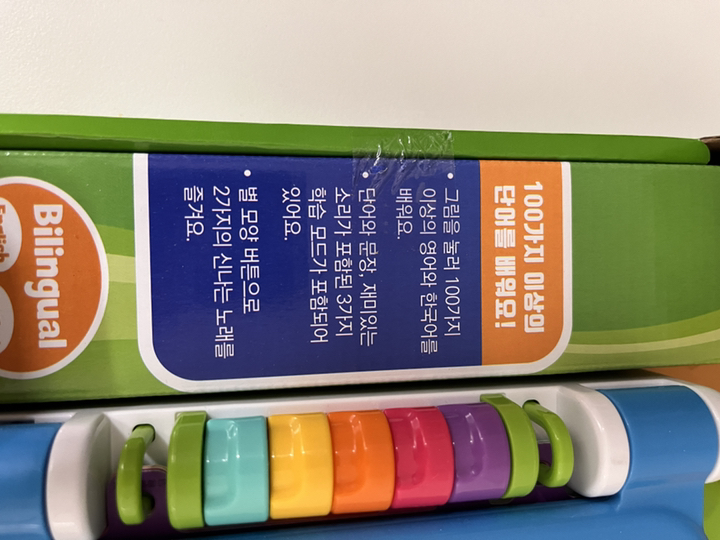 100가지 이상의
단어를 배워요!
• 그림을 눌러 100가지
이상의 영어와 한국어를
배워요.
• 단어와 문장, 재미있는
소리가 포함된 3가지
학습 모드가 포함되어
있어요.
• 별 모양 버튼으로
2가지의 신나는 노래를
즐겨요.
Bilingual
English